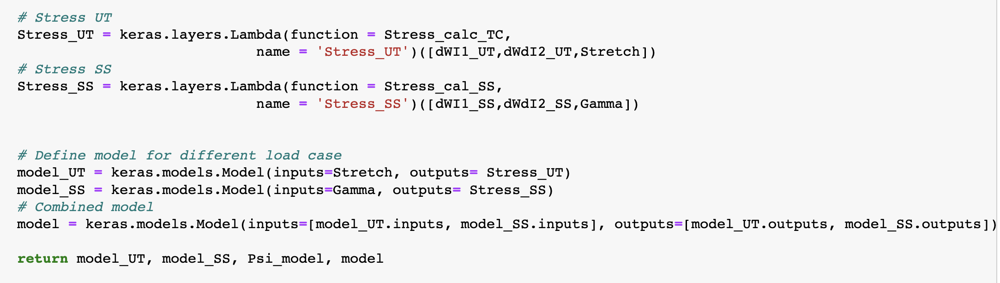 # Stress UT
Stress_UT = keras.layers.Lambda(function = Stress_calc_TC,
name = 'Stress_UT')([dWI1_UT,dWdI2_UT,Stretch])
# Stress SS
Stress_SS = keras.layers.Lambda(function = Stress_cal_SS,
name = 'Stress_SS')([dWI1_SS,dWdI2_SS,Gamma])
# Define model for different load case
model_UT = keras.models.Model(inputs=Stretch, outputs= Stress_UT)
model_SS = keras.models.Model(inputs=Gamma, outputs= Stress_SS)
# Combined model
model = keras.models.Model(inputs=[model_UT.inputs, model_SS.inputs], outputs=[model_UT.outputs, model_SS.outputs])
return model_UT, model_SS, Psi_model, model